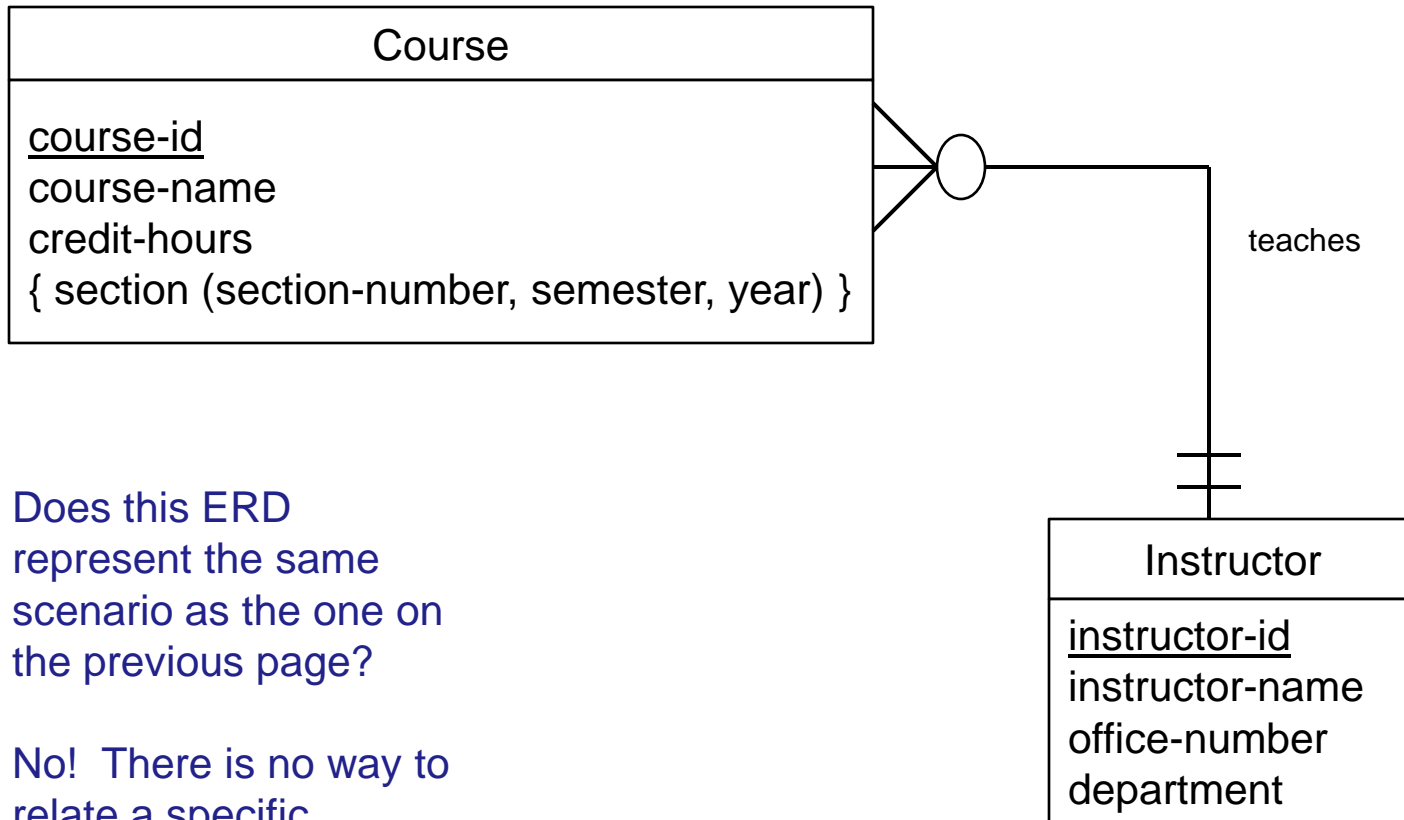 Course
course-id
course-name
credit-hours
{ section (section-number, semester, year) }
teaches
Does this ERD
represent the same
scenario as the one on
the previous page?
No! There is no way to
relate a specific
Instructor
instructor-id
instructor-name
office-number
department